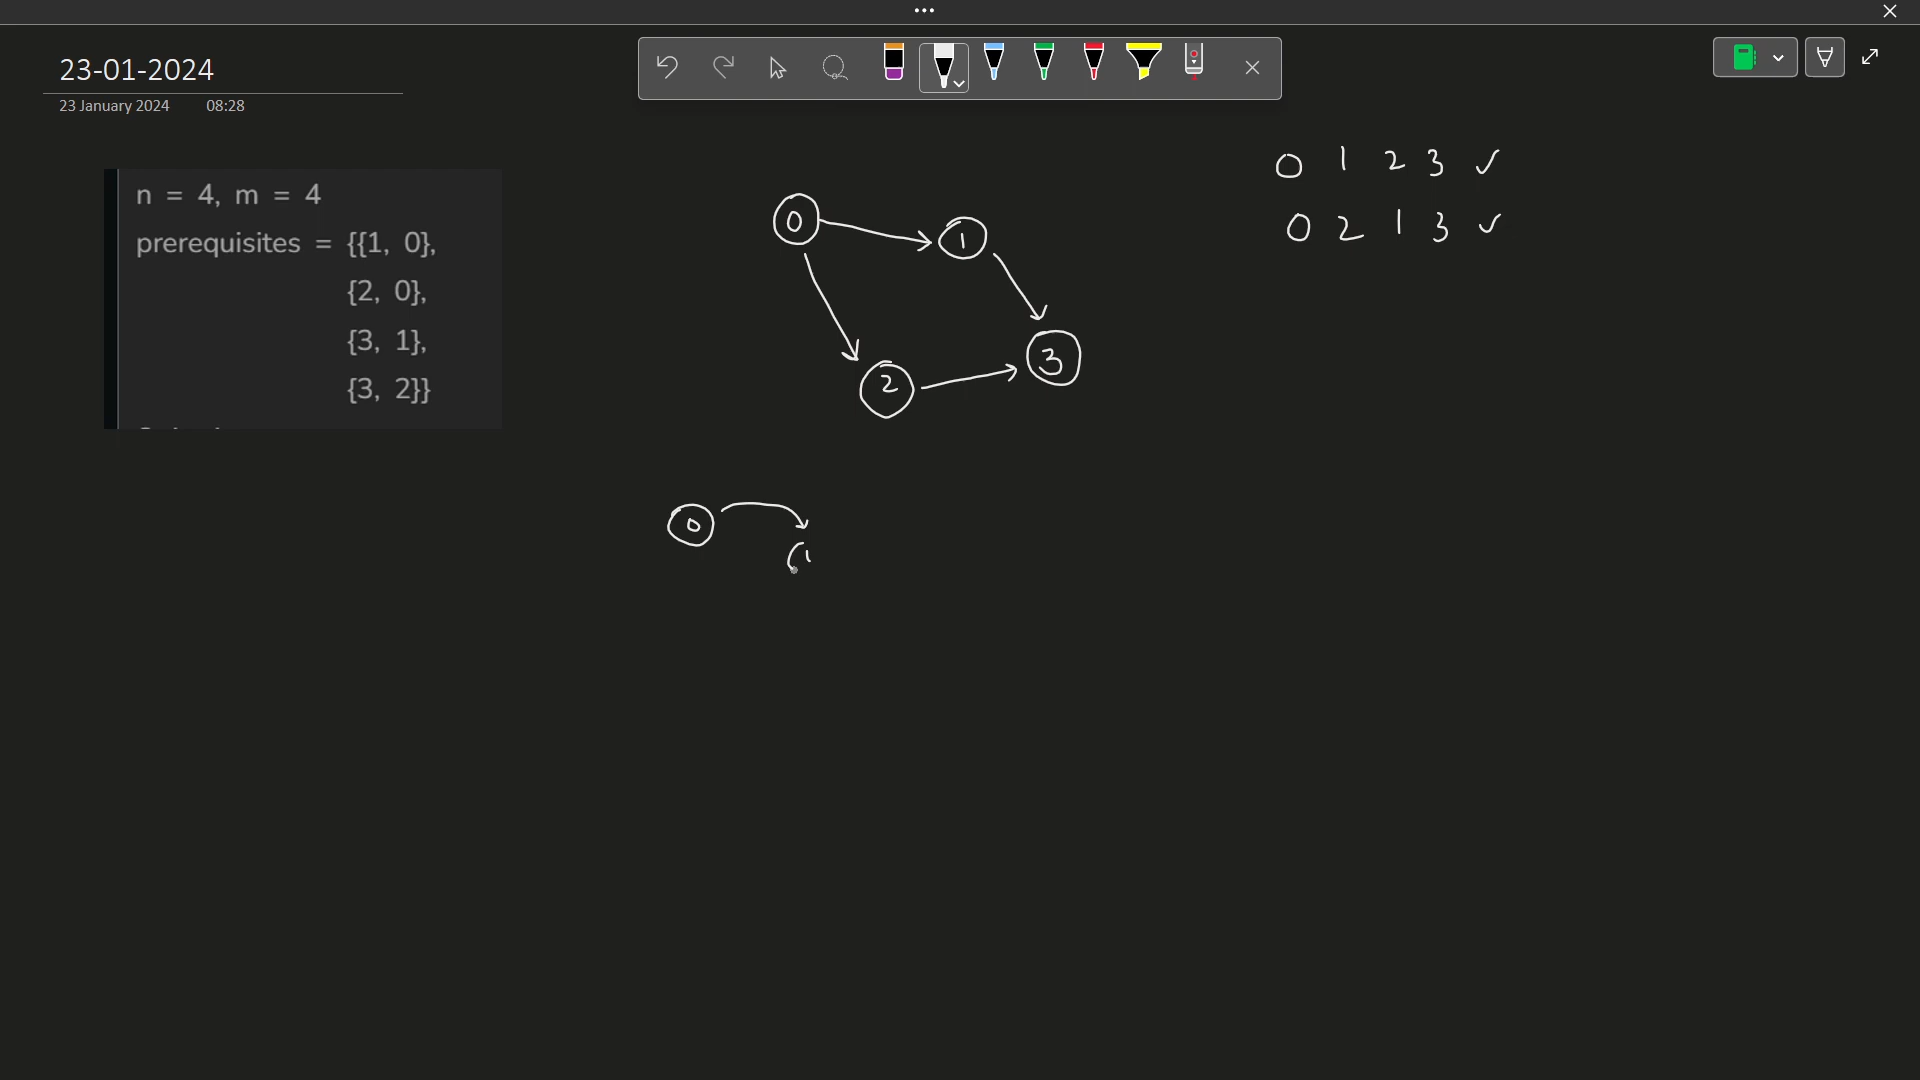 23-01-2024
23 January 2024 08:28
n = 4, m = 4
prerequisites = {{1, 0},
{2, 0},
{3, 1},
{3, 2}}
0
1
2
3
0 1 2 3 ✓
0 2 1 3 ✓
0
1